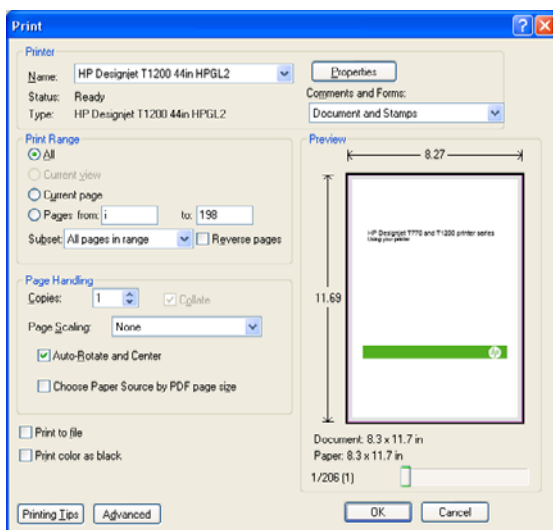 Print
Printer
Name: HP Designjet T1200 44in HPGL2
Properties
Status: Ready
Type: HP Designjet T1200 44in HPGL2
Comments and Forms:
Document and Stamps
Print Range
All
Current view
Current page
Pages from: i to: 198
Subset: All pages in range Reverse pages
Page Handling
Copies: 1 Collate
Page Scaling: None
Auto-Rotate and Center
Choose Paper Source by PDF page size
Print to file
Print color as black
Printing Tips Advanced
Preview
8.27
11.69
HP Designjet T770 and T1200 printer series
Using your printer
hp
Document: 8.3 x 11.7 in
Paper: 8.3 x 11.7 in
1/206 (1)
OK Cancel